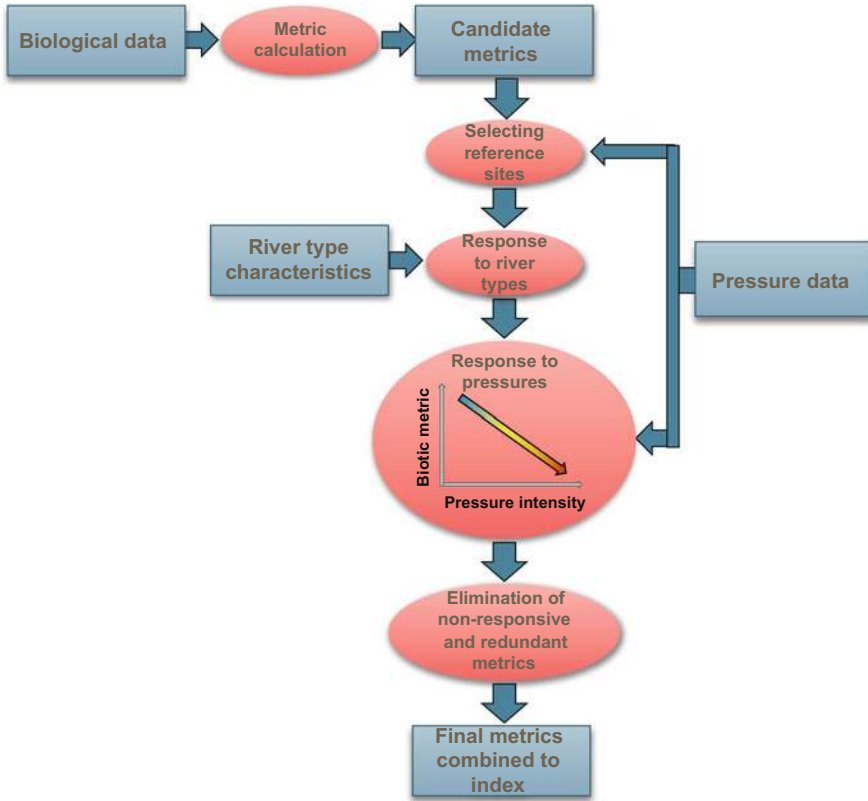 Biological data
Metric
calculation
Candidate
metrics
Selecting
reference
sites
River type
characteristics
Response
to river
types
Pressure data
Response to
pressures
Biotic metric
Pressure intensity
Elimination of
non-responsive
and redundant
metrics
Final metrics
combined to
index